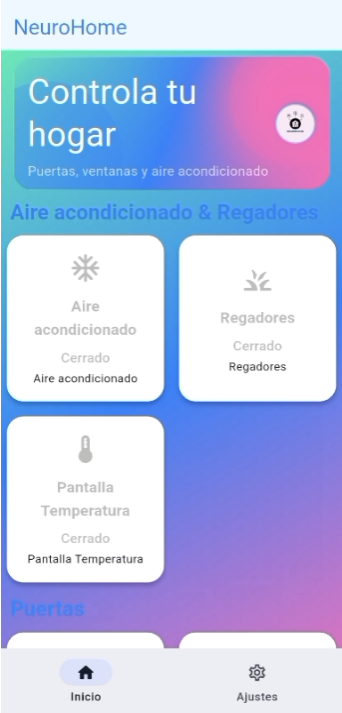 NeuroHome
Controla tu
hogar
Puertas, ventanas y aire acondicionado
Aire acondicionado & Regadores
Aire
acondicionado
Cerrado
Aire acondicionado
Regadores
Cerrado
Regadores
Pantalla
Temperatura
Cerrado
Pantalla Temperatura
Puertas
Inicio
Ajustes